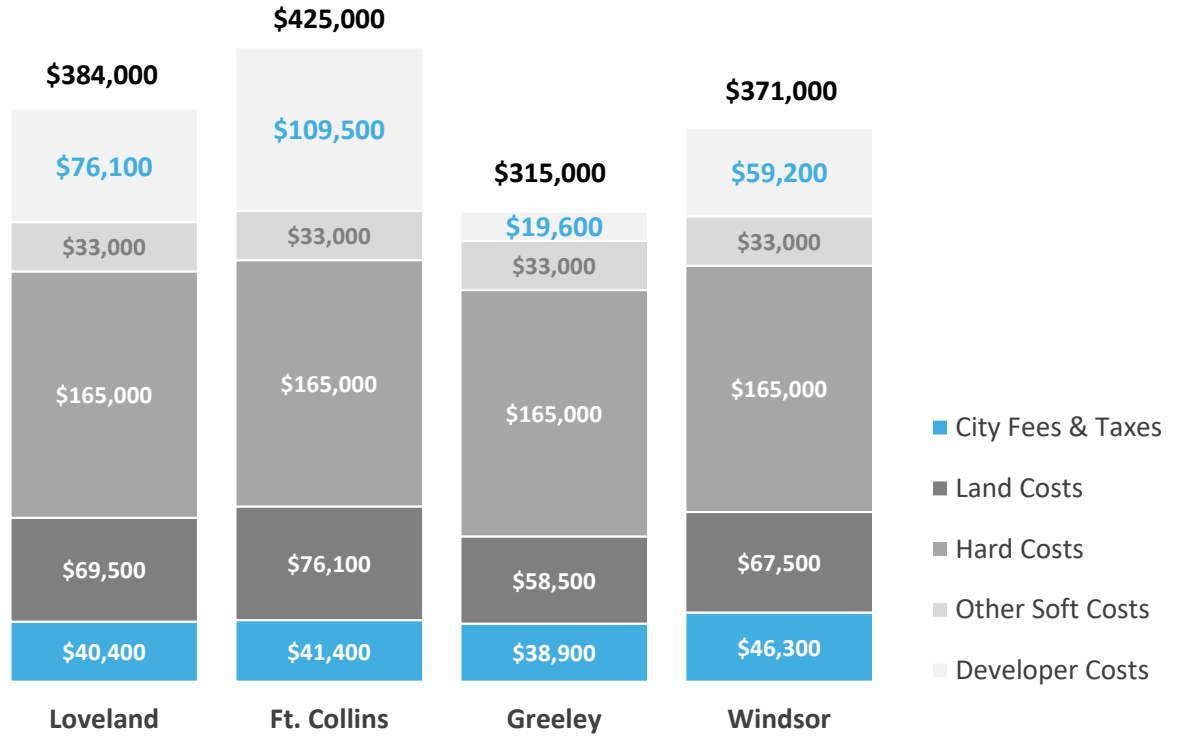 $425,000
$384,000
$371,000
$109,500
$76,100
$59,200
$315,000
$19,600
$33,000
$33,000
$33,000
$33,000
$165,000
$165,000
$165,000
$165,000
City Fees & Taxes
Land Costs
Hard Costs
Other Soft Costs
Developer Costs
$69,500
$76,100
$58,500
$67,500
$40,400
$41,400
$38,900
$46,300
Loveland
Ft. Collins
Greeley
Windsor